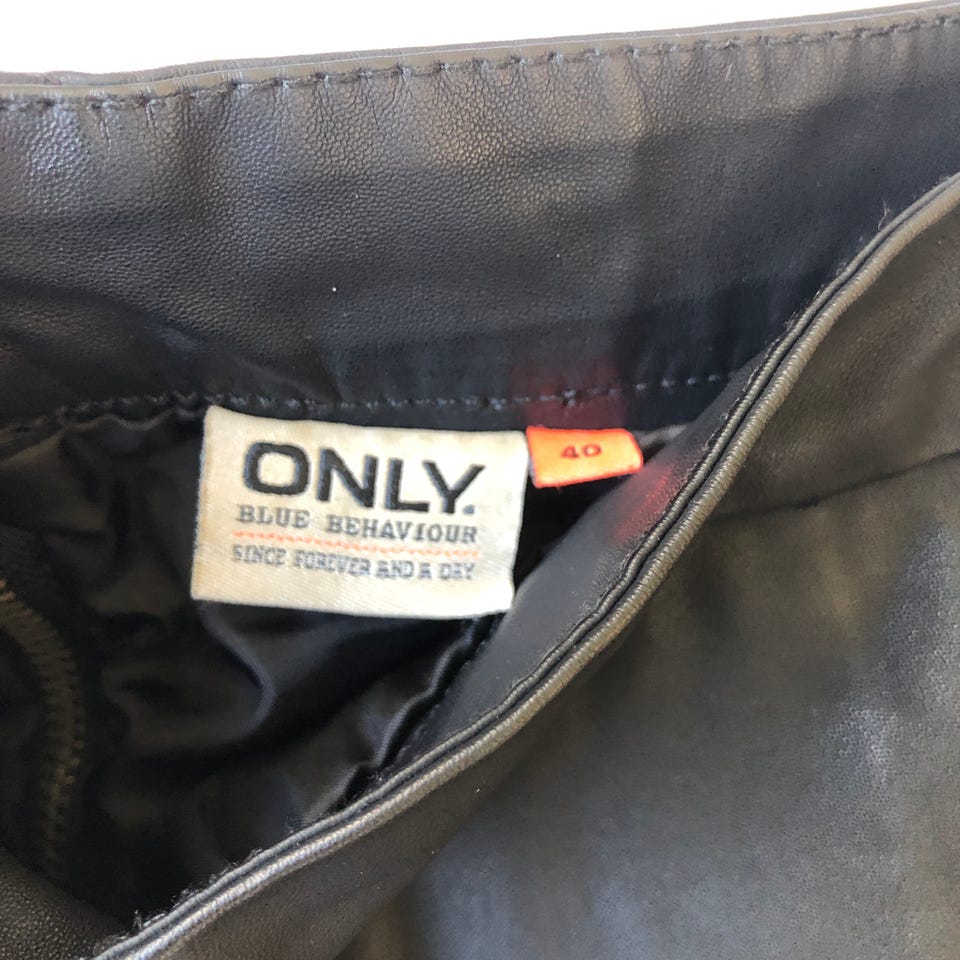 ONLY.
BLUE BEHAVIOUR
SINCE FOREVER AND A DAY
40